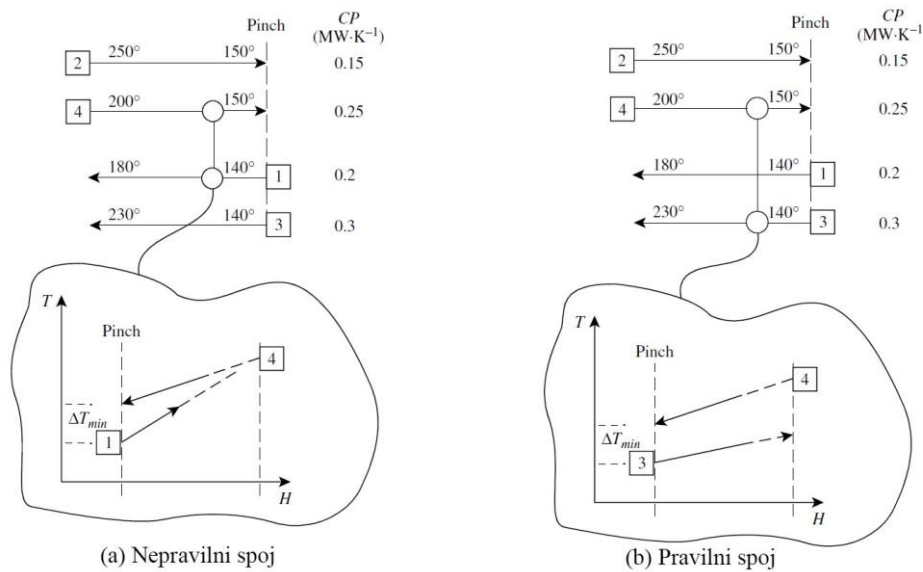 Pinch
CP
(MW·K⁻¹)
2 250° 150° 0.15
4 200° 150° 0.25
180° 140° 1 0.2
230° 140° 3 0.3
T
Pinch
4
ΔTmin
1
H
(a) Nepravilni spoj
Pinch
CP
(MW·K⁻¹)
2 250° 150° 0.15
4 200° 150° 0.25
180° 140° 1 0.2
230° 140° 3 0.3
T
Pinch
4
ΔTmin
3
H
(b) Pravilni spoj